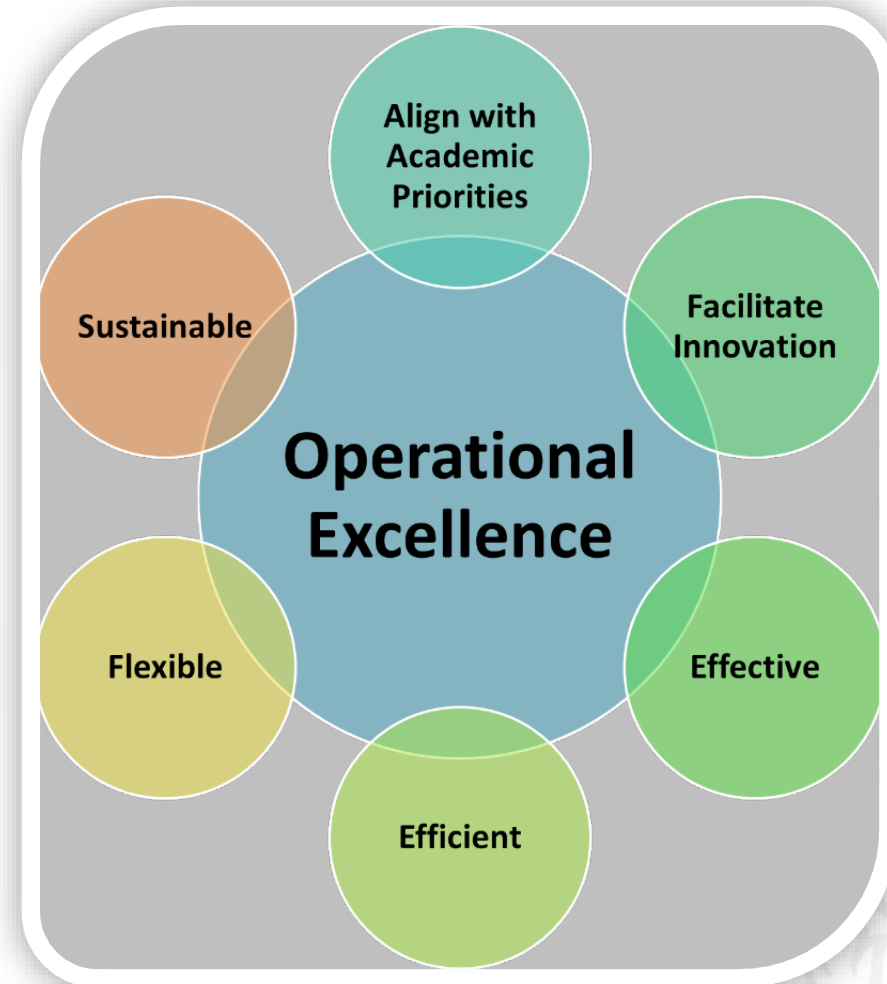 Align with
Academic
Priorities
Facilitate
Innovation
Effective
Efficient
Flexible
Sustainable
Operational
Excellence